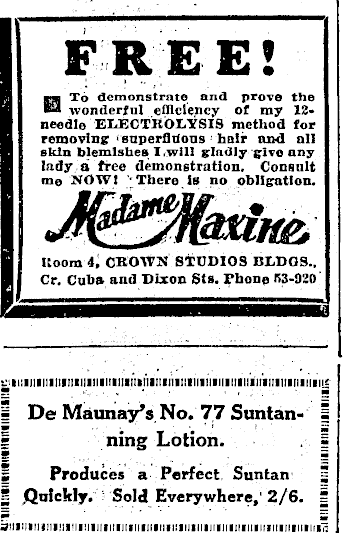 FREE!
To demonstrate and prove the
wonderful efficiency of my 12-
needle ELECTROLYSIS method for
removing superfluous hair and all
skin blemishes I will gladly give any
lady a free demonstration. Consult
me NOW! There is no obligation.
Madame Maxine
Room 4, CROWN STUDIOS BLDGS.,
Cr. Cuba and Dixon Sts. Phone 53-920
De Maunay's No. 77 Suntan-
ning Lotion.
Produces a Perfect Suntan
Quickly. Sold Everywhere, 2/6.